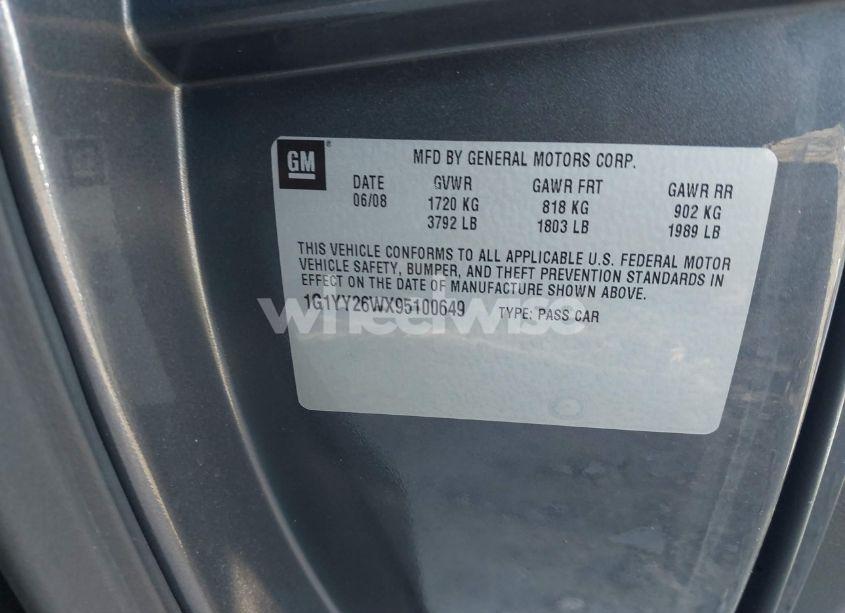 GM ®
MFD BY GENERAL MOTORS CORP.
DATE GVWR GAWR FRT GAWR RR
06/08 1720 KG 818 KG 902 KG
3792 LB 1803 LB 1989 LB
THIS VEHICLE CONFORMS TO ALL APPLICABLE U.S. FEDERAL MOTOR
VEHICLE SAFETY, BUMPER, AND THEFT PREVENTION STANDARDS IN
EFFECT ON THE DATE OF MANUFACTURE SHOWN ABOVE.
1G1YY26WX95100649 TYPE: PASS CAR
wheelwise